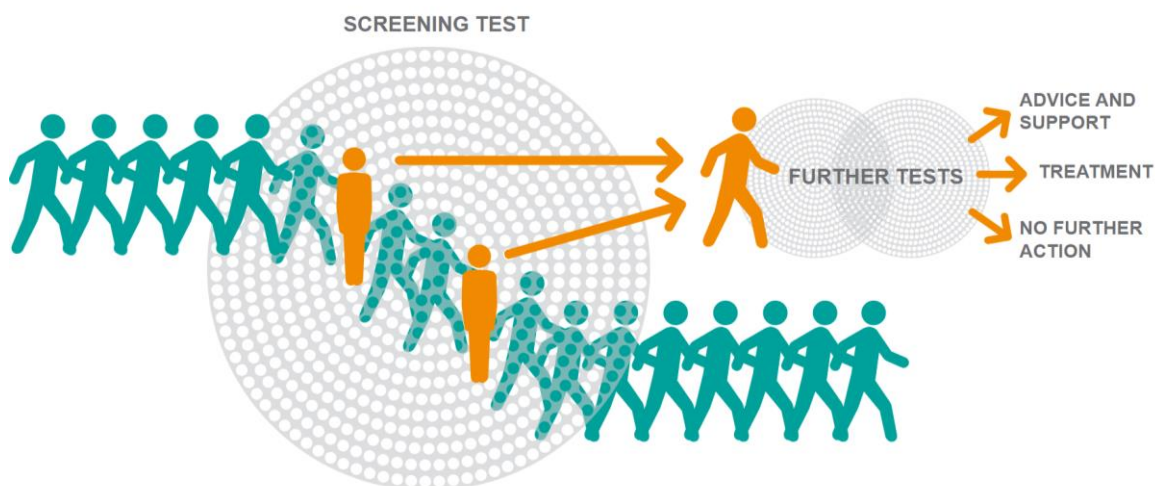 SCREENING TEST
FURTHER TESTS
ADVICE AND
SUPPORT
TREATMENT
NO FURTHER
ACTION